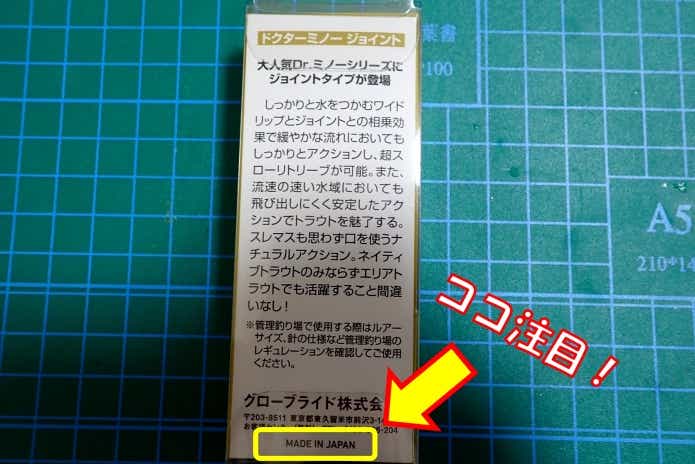 ドクターミノー ジョイント
大人気Dr.ミノーシリーズに
ジョイントタイプが登場
しっかりと水をつかむワイド
リップとジョイントとの相乗効
果で緩やかな流れにおいても
しっかりとアクションし、超ス
ローリトリーブが可能。また、
流速の速い水域においても
飛び出しにくく安定したアク
ションでトラウトを魅了する。
スレマスも思わず口を使うナ
チュラルアクション。ネイティ
ブトラウトのみならずエリアト
ラウトでも活躍すること間違
いなし!
※管理釣り場で使用する際はルアー
サイズ、針の仕様など管理釣り場の
レギュレーションを確認してご使用
ください。
グローブライド株式会
〒203-8511 東京都東久留米市前沢3-1
-204
MADE IN JAPAN
ココ注目!
葉書
*100
A5
210*14